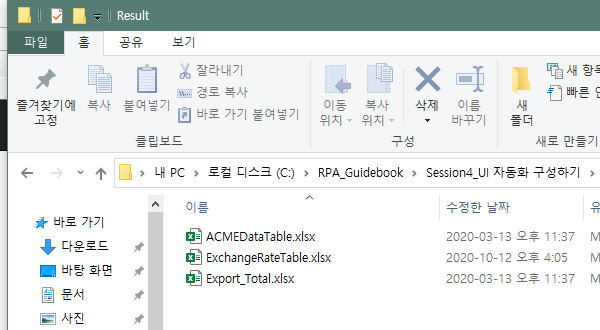 Result
파일 홈 공유 보기
즐겨찾기에 고정
복사
붙여넣기
잘라내기
경로 복사
바로 가기 붙여넣기
클립보드
이동 위치
복사 위치
삭제
이름 바꾸기
구성
새 폴더
새 항목
빠른
새로 만들기
내 PC > 로컬 디스크 (C:) > RPA_Guidebook > Session4_UI 자동화 구성하기 >
이름 수정한 날짜
바로 가기
다운로드
바탕 화면
문서
사진
ACMEDataTable.xlsx 2020-03-13 오후 11:37 M
ExchangeRateTable.xlsx 2020-10-12 오후 4:05 M
Export_Total.xlsx 2020-03-13 오후 11:37 M